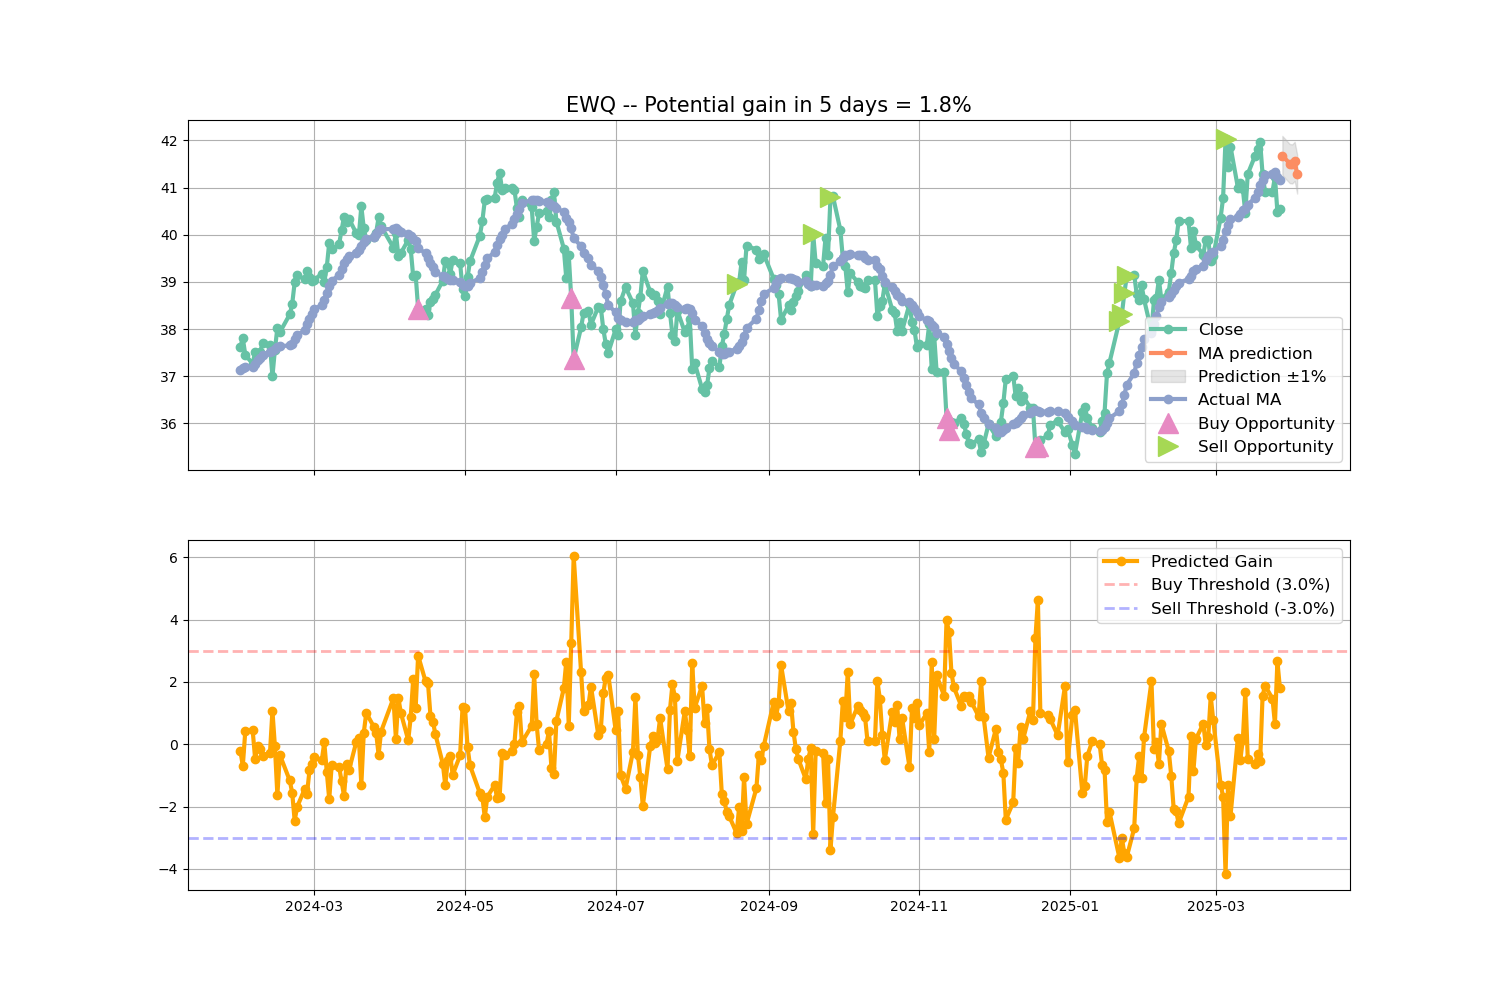 EWQ -- Potential gain in 5 days = 1.8%
42
41
40
39
38
37
36
Close
MA prediction
Prediction ±1%
Actual MA
Buy Opportunity
Sell Opportunity
6
4
2
0
−2
−4
Predicted Gain
Buy Threshold (3.0%)
Sell Threshold (-3.0%)
2024-03
2024-05
2024-07
2024-09
2024-11
2025-01
2025-03